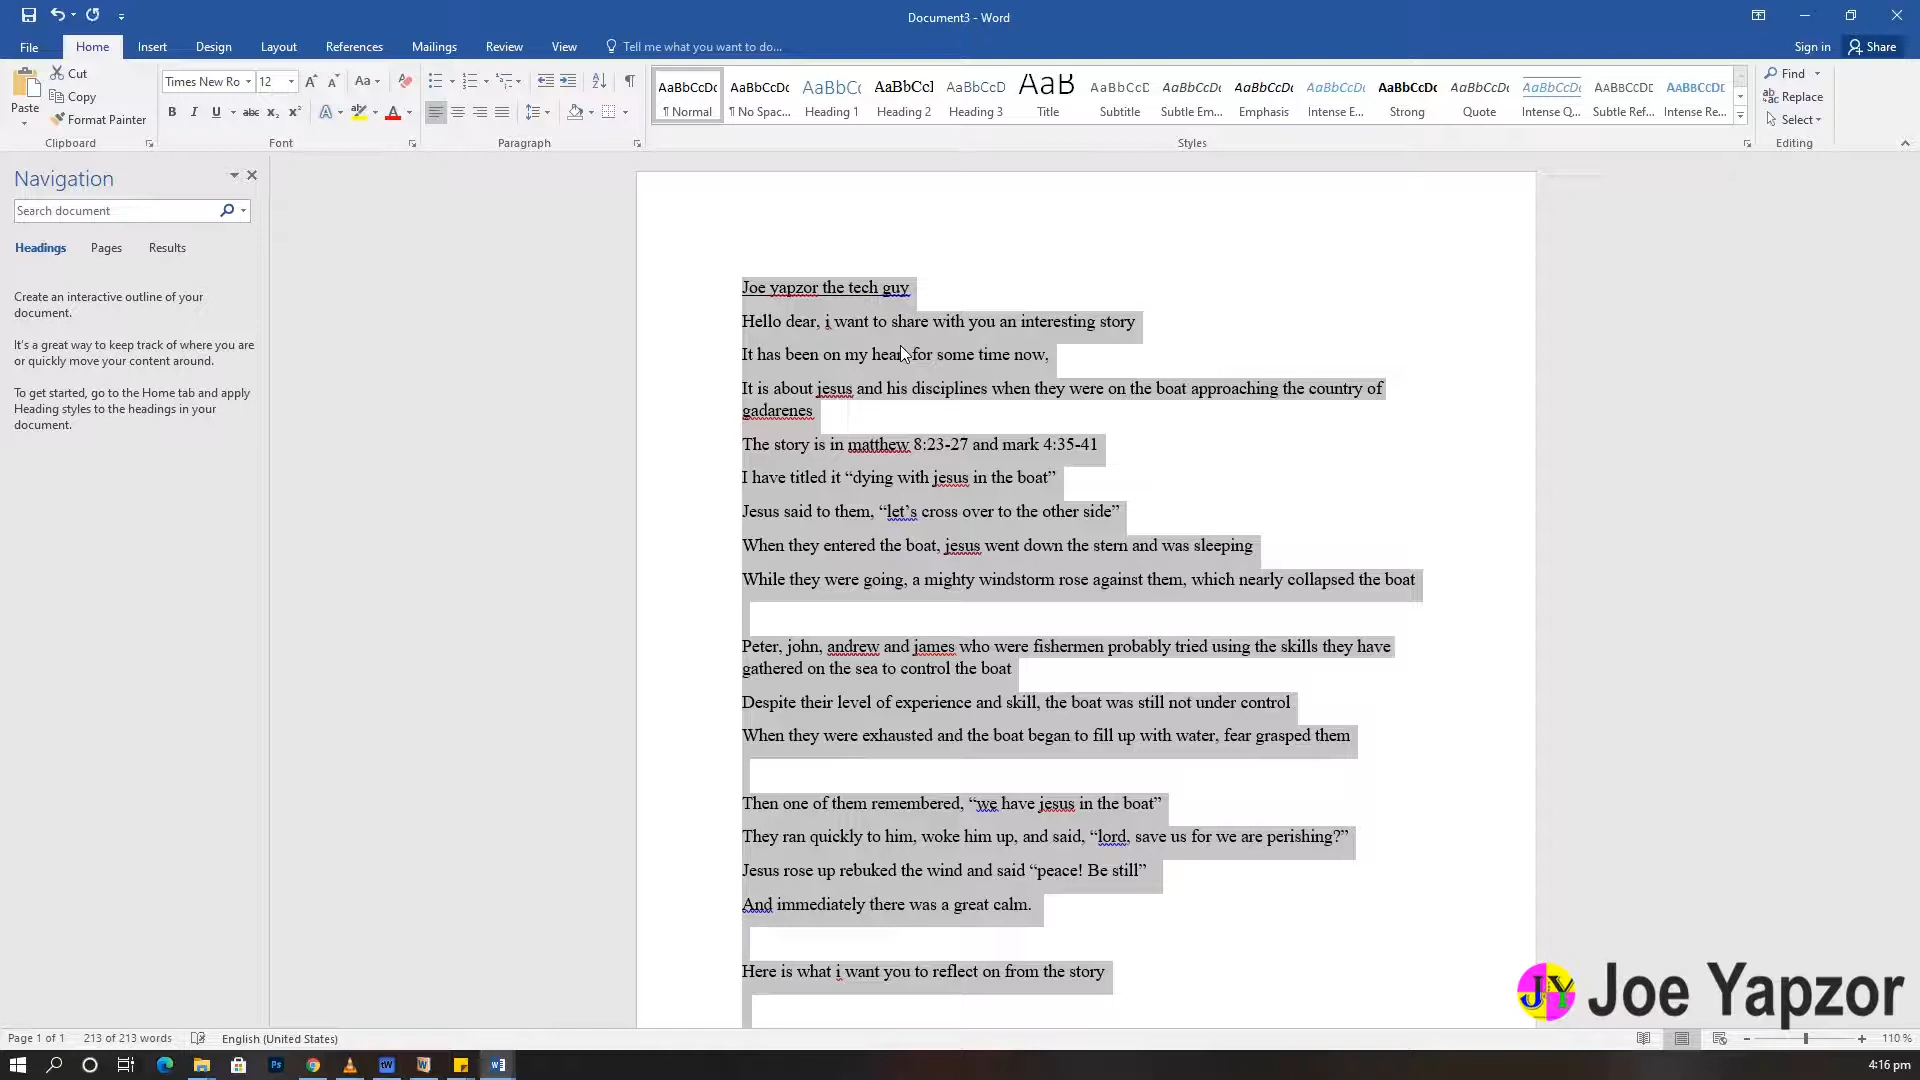 Document3 - Word
File Home Insert Design Layout References Mailings Review View Tell me what you want to do... Sign in Share
Cut
Copy
Format Painter
Paste
Times New Ro 12
Aa
B I U abc x₂ x²
AaBbCcDc AaBbCcDc AaBbCc AaBbCcI AaBbCcD AaB AaBbCcC AaBbCcDc AaBbCcDc AaBbCcDc AaBbCcDc AaBbCcDc AaBbCcDc AABBCCDE AABBCCDE
¶ Normal ¶ No Spac... Heading 1 Heading 2 Heading 3 Title Subtitle Subtle Em... Emphasis Intense E... Strong Quote Intense Q... Subtle Ref... Intense Re...
Find
Replace
Select
Clipboard Font Paragraph Styles Editing
Navigation
Search document
Headings Pages Results
Create an interactive outline of your
document.
It's a great way to keep track of where you are
or quickly move your content around.
To get started, go to the Home tab and apply
Heading styles to the headings in your
document.
Joe yapzor the tech guy
Hello dear, i want to share with you an interesting story
It has been on my heart for some time now,
It is about jesus and his disciplines when they were on the boat approaching the country of
gadarenes
The story is in matthew 8:23-27 and mark 4:35-41
I have titled it “dying with jesus in the boat”
Jesus said to them, “let’s cross over to the other side”
When they entered the boat, jesus went down the stern and was sleeping
While they were going, a mighty windstorm rose against them, which nearly collapsed the boat
Peter, john, andrew and james who were fishermen probably tried using the skills they have
gathered on the sea to control the boat
Despite their level of experience and skill, the boat was still not under control
When they were exhausted and the boat began to fill up with water, fear grasped them
Then one of them remembered, “we have jesus in the boat”
They ran quickly to him, woke him up, and said, “lord, save us for we are perishing?”
Jesus rose up rebuked the wind and said “peace! Be still”
And immediately there was a great calm.
Here is what i want you to reflect on from the story
JY Joe Yapzor
Page 1 of 1 213 of 213 words English (United States) 110 %
4:16 pm